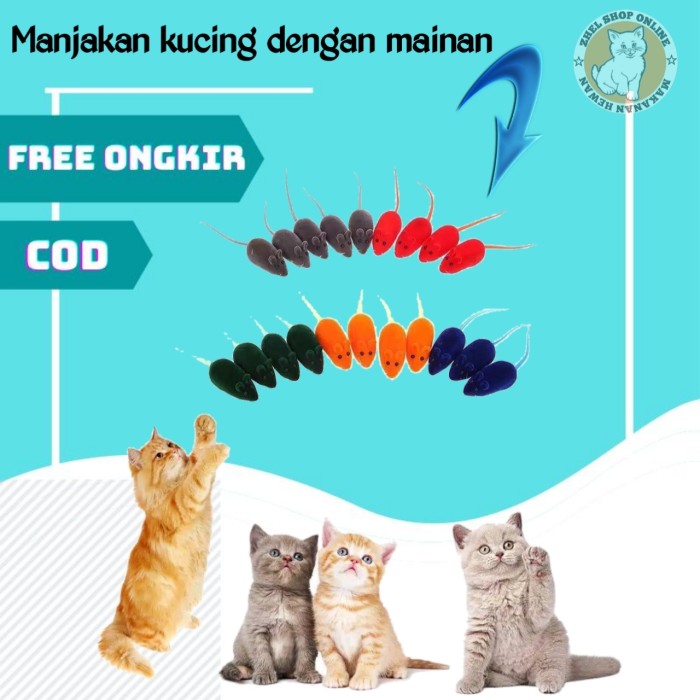 Manjakan kucing dengan mainan
ZHEL SHOP ONLINE
MAKANAN HEWAN
FREE ONGKIR
COD